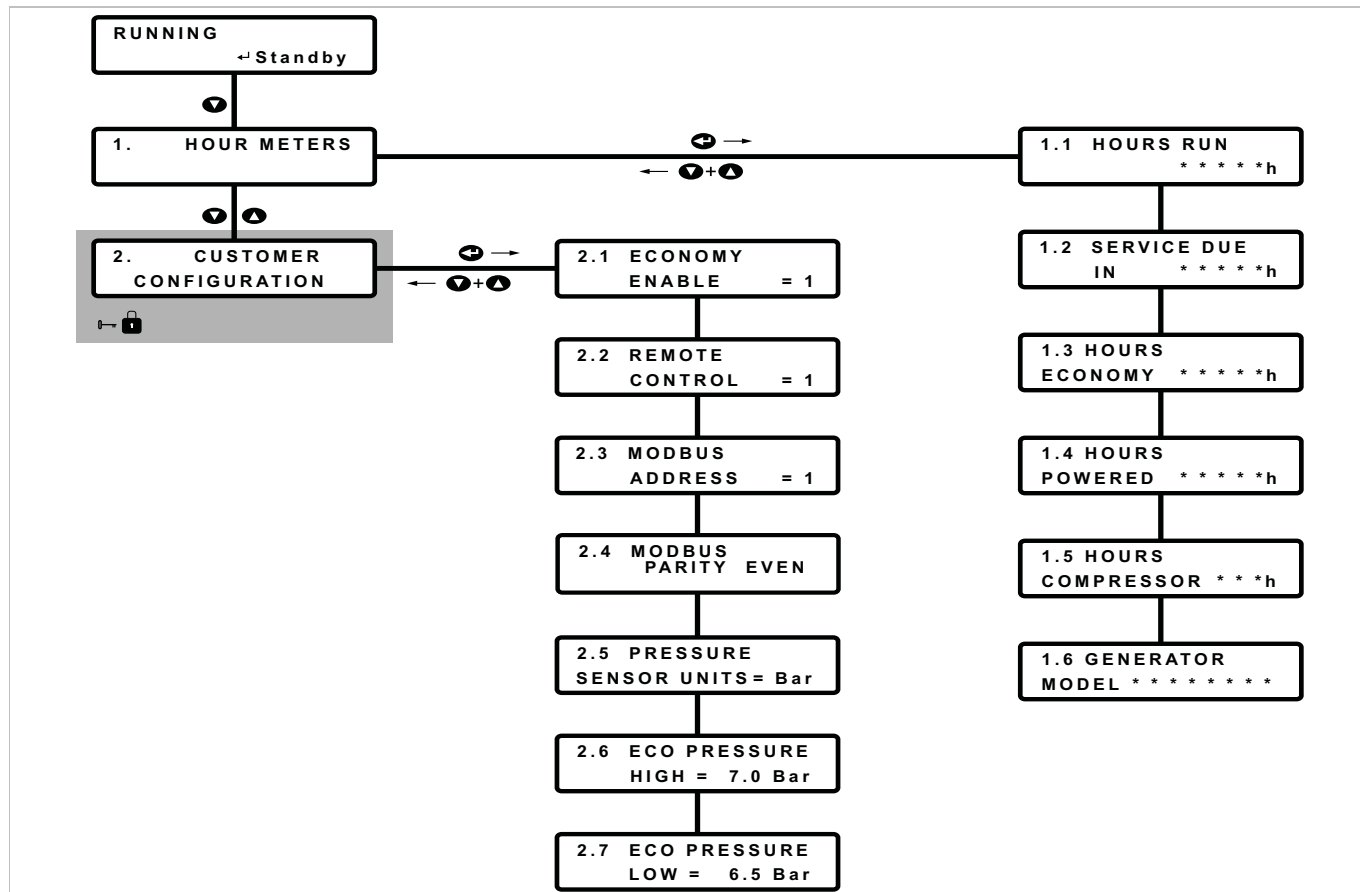 RUNNING
↵ Standby
1. HOUR METERS
2. CUSTOMER
CONFIGURATION
+
+
2.1 ECONOMY
ENABLE = 1
2.2 REMOTE
CONTROL = 1
2.3 MODBUS
ADDRESS = 1
2.4 MODBUS
PARITY EVEN
2.5 PRESSURE
SENSOR UNITS = Bar
2.6 ECO PRESSURE
HIGH = 7.0 Bar
2.7 ECO PRESSURE
LOW = 6.5 Bar
1.1 HOURS RUN
* * * * *h
1.2 SERVICE DUE
IN * * * * *h
1.3 HOURS
ECONOMY * * * * *h
1.4 HOURS
POWERED * * * * *h
1.5 HOURS
COMPRESSOR * * *h
1.6 GENERATOR
MODEL * * * * * * * *